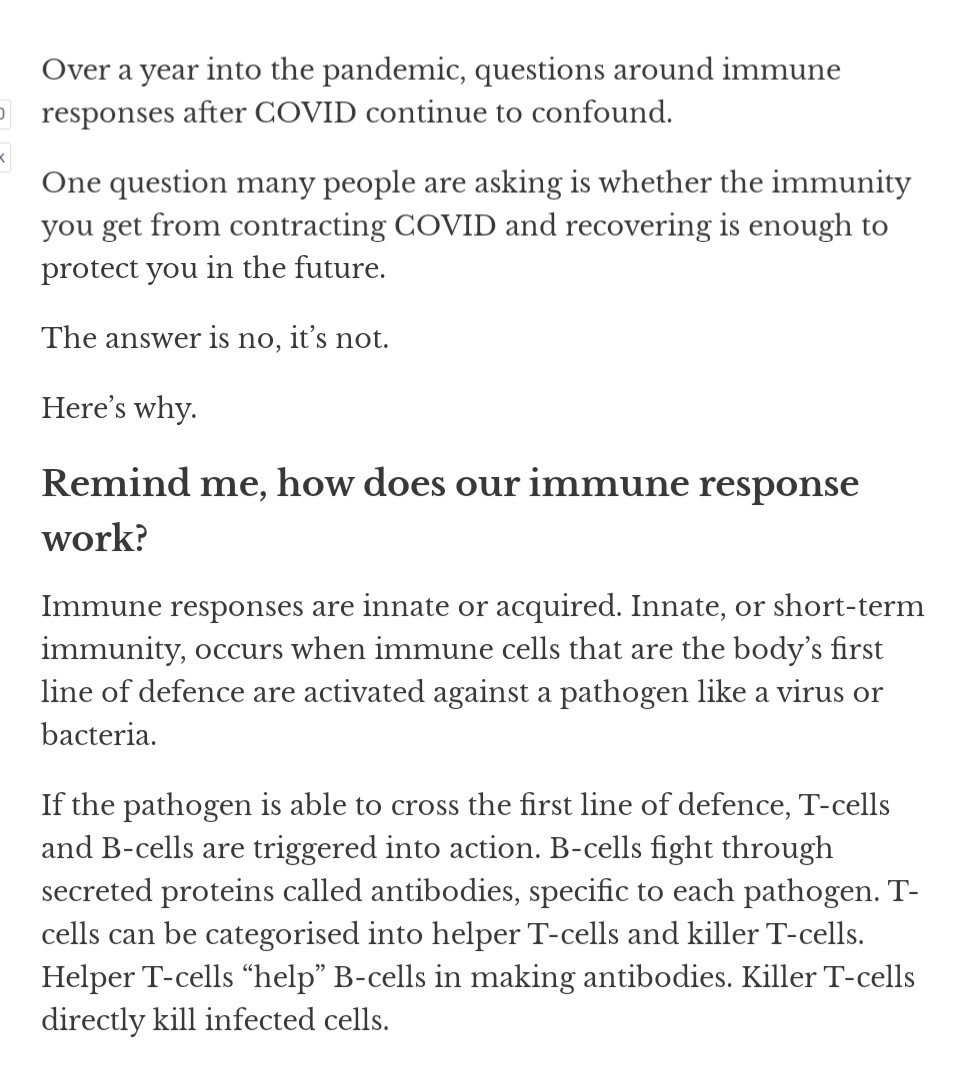 Over a year into the pandemic, questions around immune
responses after COVID continue to confound.
One question many people are asking is whether the immunity
you get from contracting COVID and recovering is enough to
protect you in the future.
The answer is no, it’s not.
Here’s why.
Remind me, how does our immune response
work?
Immune responses are innate or acquired. Innate, or short-term
immunity, occurs when immune cells that are the body’s first
line of defence are activated against a pathogen like a virus or
bacteria.
If the pathogen is able to cross the first line of defence, T-cells
and B-cells are triggered into action. B-cells fight through
secreted proteins called antibodies, specific to each pathogen. T-
cells can be categorised into helper T-cells and killer T-cells.
Helper T-cells “help” B-cells in making antibodies. Killer T-cells
directly kill infected cells.